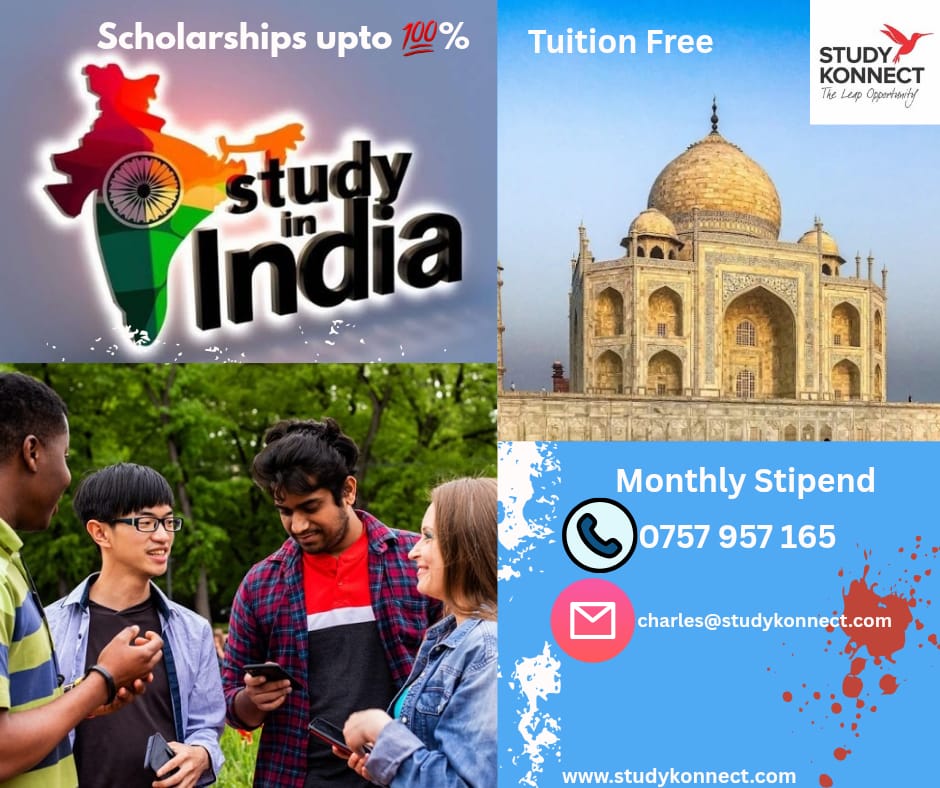 Scholarships upto 💯%
Tuition Free
STUDY
KONNECT
The Leap Opportunity
study
in
India
Monthly Stipend
0757 957 165
charles@studykonnect.com
www.studykonnect.com